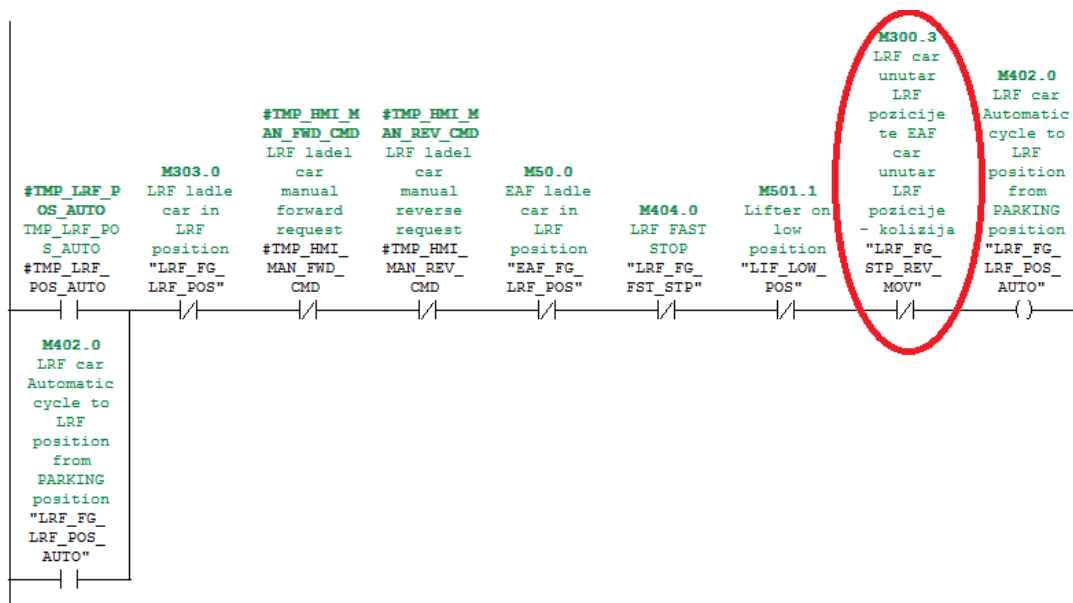 #TMP_LRF_P
OS_AUTO
TMP_LRF_PO
S_AUTO
#TMP_LRF_
POS_AUTO
M303.0
LRF ladle
car in
LRF
position
"LRF_FG_
LRF_POS"
#TMP_HMI_M
AN_FWD_CMD
LRF ladel
car
manual
forward
request
#TMP_HMI_
MAN_FWD_
CMD
#TMP_HMI_M
AN_REV_CMD
LRF ladel
car
manual
reverse
request
#TMP_HMI_
MAN_REV_
CMD
M50.0
EAF ladle
car in
LRF
position
"EAF_FG_
LRF_POS"
M404.0
LRF FAST
STOP
"LRF_FG_
FST_STP"
M501.1
Lifter on
low
position
"LIF_LOW_
POS"
M300.3
LRF car
unutar
LRF
pozicije
te EAF
car
unutar
LRF
pozicije
- kolizija
"LRF_FG_
STP_REV_
MOV"
M402.0
LRF car
Automatic
cycle to
LRF
position
from
PARKING
position
"LRF_FG_
LRF_POS_
AUTO"
M402.0
LRF car
Automatic
cycle to
LRF
position
from
PARKING
position
"LRF_FG_
LRF_POS_
AUTO"